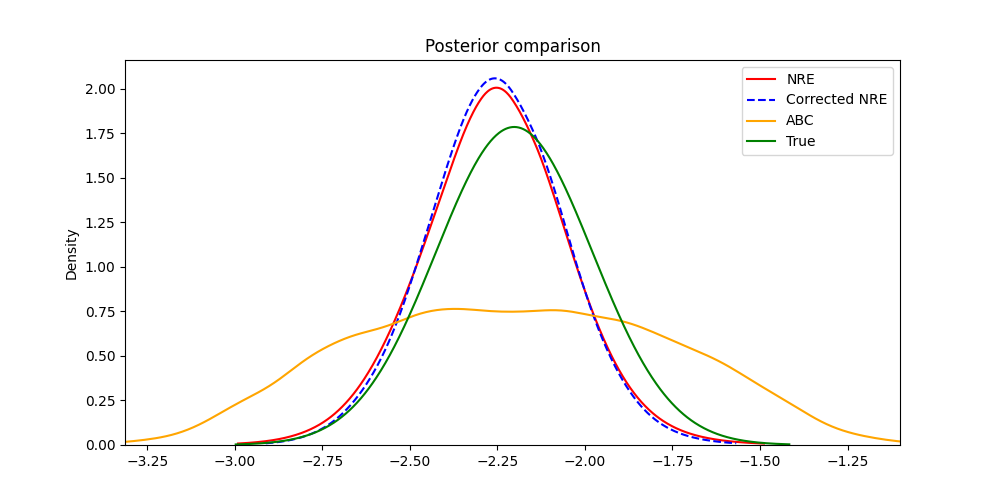 Posterior comparison
NRE
Corrected NRE
ABC
True
Density
2.00
1.75
1.50
1.25
1.00
0.75
0.50
0.25
0.00
−3.25 −3.00 −2.75 −2.50 −2.25 −2.00 −1.75 −1.50 −1.25